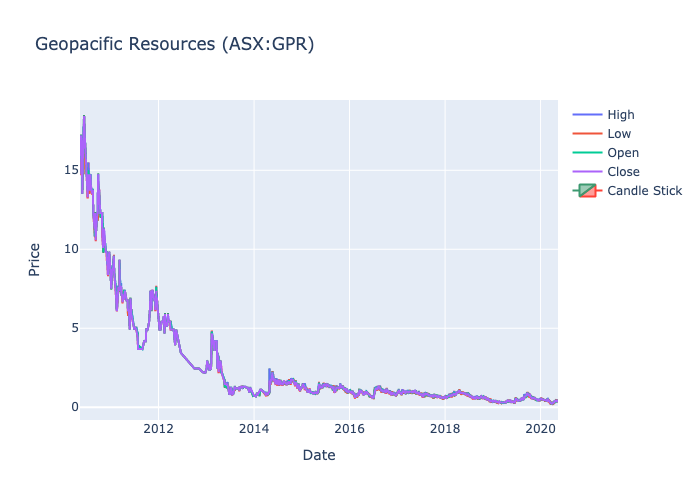 Geopacific Resources (ASX:GPR)
High
Low
Open
Close
Candle Stick
15
10
5
0
Price
2012
2014
2016
2018
2020
Date